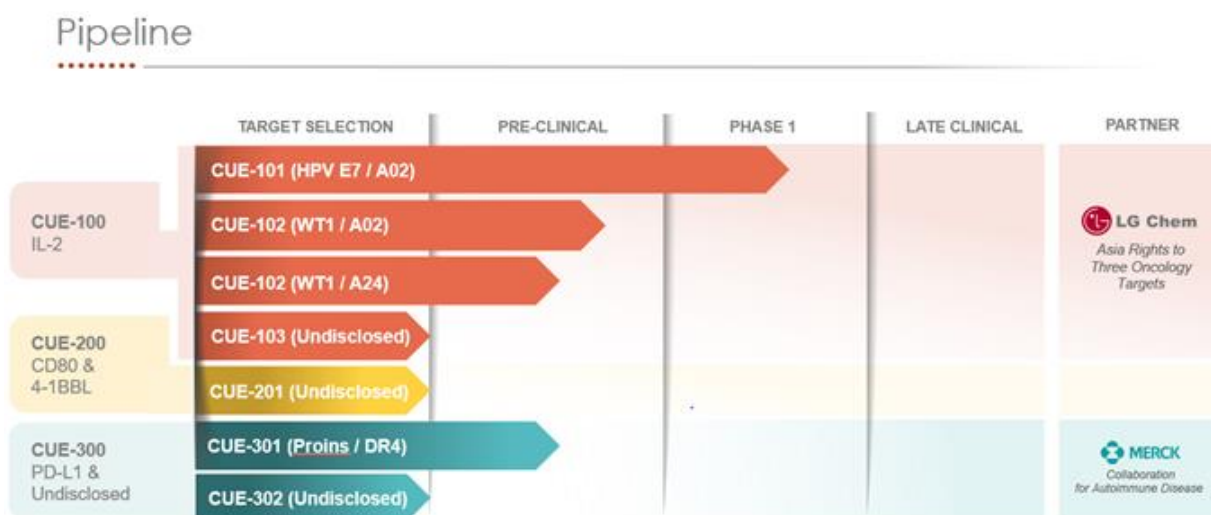 Pipeline
TARGET SELECTION
PRE-CLINICAL
PHASE 1
LATE CLINICAL
PARTNER
CUE-100
IL-2
CUE-101 (HPV E7 / A02)
CUE-102 (WT1 / A02)
CUE-102 (WT1 / A24)
CUE-103 (Undisclosed)
LG Chem
Asia Rights to
Three Oncology
Targets
CUE-200
CD80 &
4-1BBL
CUE-201 (Undisclosed)
CUE-300
PD-L1 &
Undisclosed
CUE-301 (Proins / DR4)
CUE-302 (Undisclosed)
MERCK
Collaboration
for Autoimmune Disease